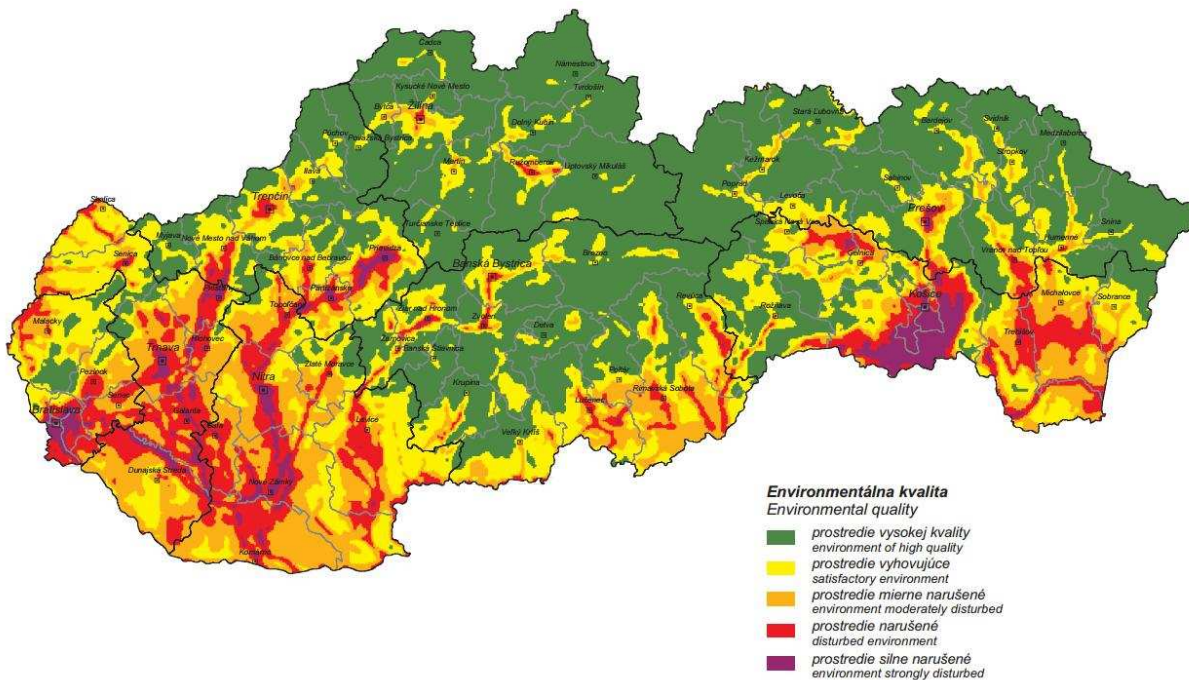 Čadca
Námestovo
Kysucké Nové Mesto
Tvrdošín
Bytča
Žilina
Dolný Kubín
Stará Ľubovňa
Bardejov
Svidník
Medzilaborce
Púchov
Považská Bystrica
Stropkov
Ilava
Martin
Ružomberok
Liptovský Mikuláš
Kežmarok
Sabinov
Poprad
Levoča
Trenčín
Skalica
Prešov
Spišská Nová Ves
Snina
Turčianske Teplice
Myjava
Nové Mesto nad Váhom
Humenné
Vranov nad Topľou
Senica
Prievidza
Bánovce nad Bebravou
Brezno
Gelnica
Banská Bystrica
Partizánske
Piešťany
Topoľčany
Žiar nad Hronom
Revúca
Rožňava
Košice
Michalovce
Sobrance
Malacky
Zvolen
Detva
Trebišov
Hlohovec
Trnava
Žarnovica
Banská Štiavnica
Zlaté Moravce
Pezinok
Nitra
Krupina
Poltár
Rimavská Sobota
Senec
Lučenec
Bratislava
Galanta
Levice
Šaľa
Veľký Krtíš
Dunajská Streda
Nové Zámky
Komárno
Environmentálna kvalita
Environmental quality
prostredie vysokej kvality
environment of high quality
prostredie vyhovujúce
satisfactory environment
prostredie mierne narušené
environment moderately disturbed
prostredie narušené
disturbed environment
prostredie silne narušené
environment strongly disturbed